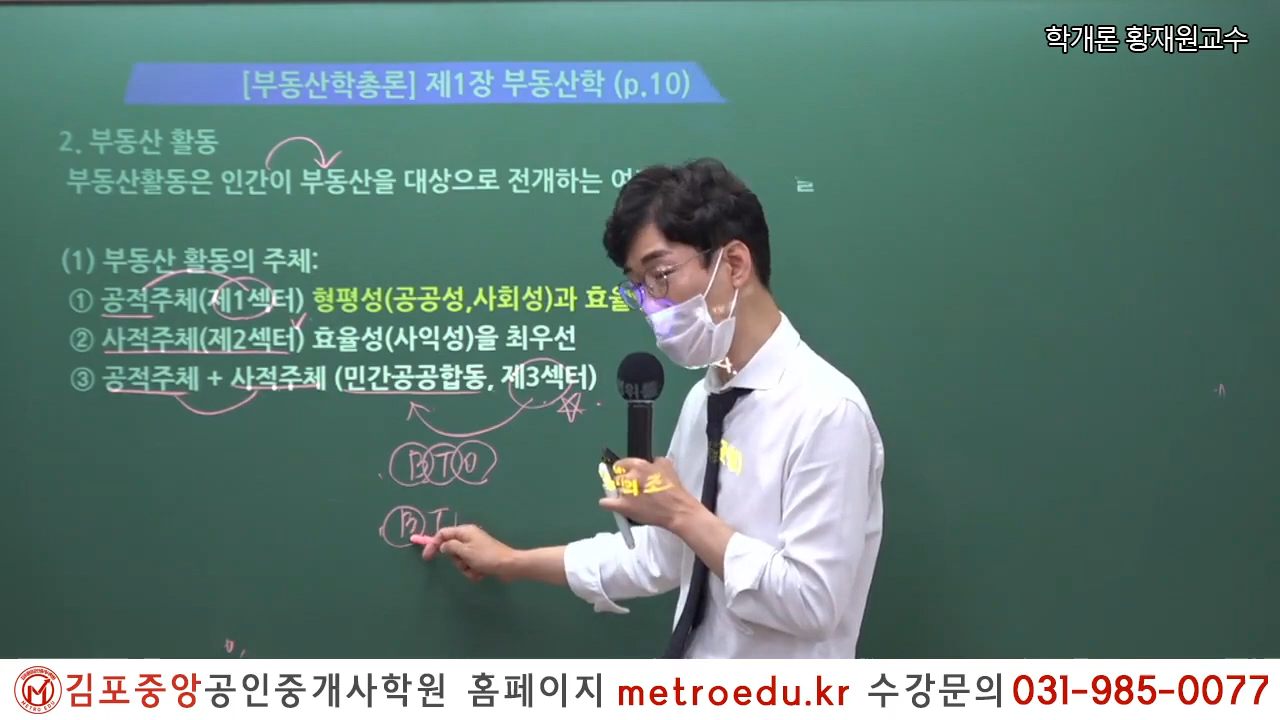 학개론 황재원교수
[부동산학총론] 제1장 부동산학 (p.10)
2. 부동산 활동
부동산활동은 인간이 부동산을 대상으로 전개하는
(1) 부동산 활동의 주체:
① 공적주체(제1섹터) 형평성(공공성,사회성)과
② 사적주체(제2섹터) 효율성(사익성)을 최우선
③ 공적주체 + 사적주체 (민간공공합동, 제3섹터)
BTO
BTL
METRO EDU
김포중앙공인중개사학원 홈페이지 metroedu.kr 수강문의 031-985-0077